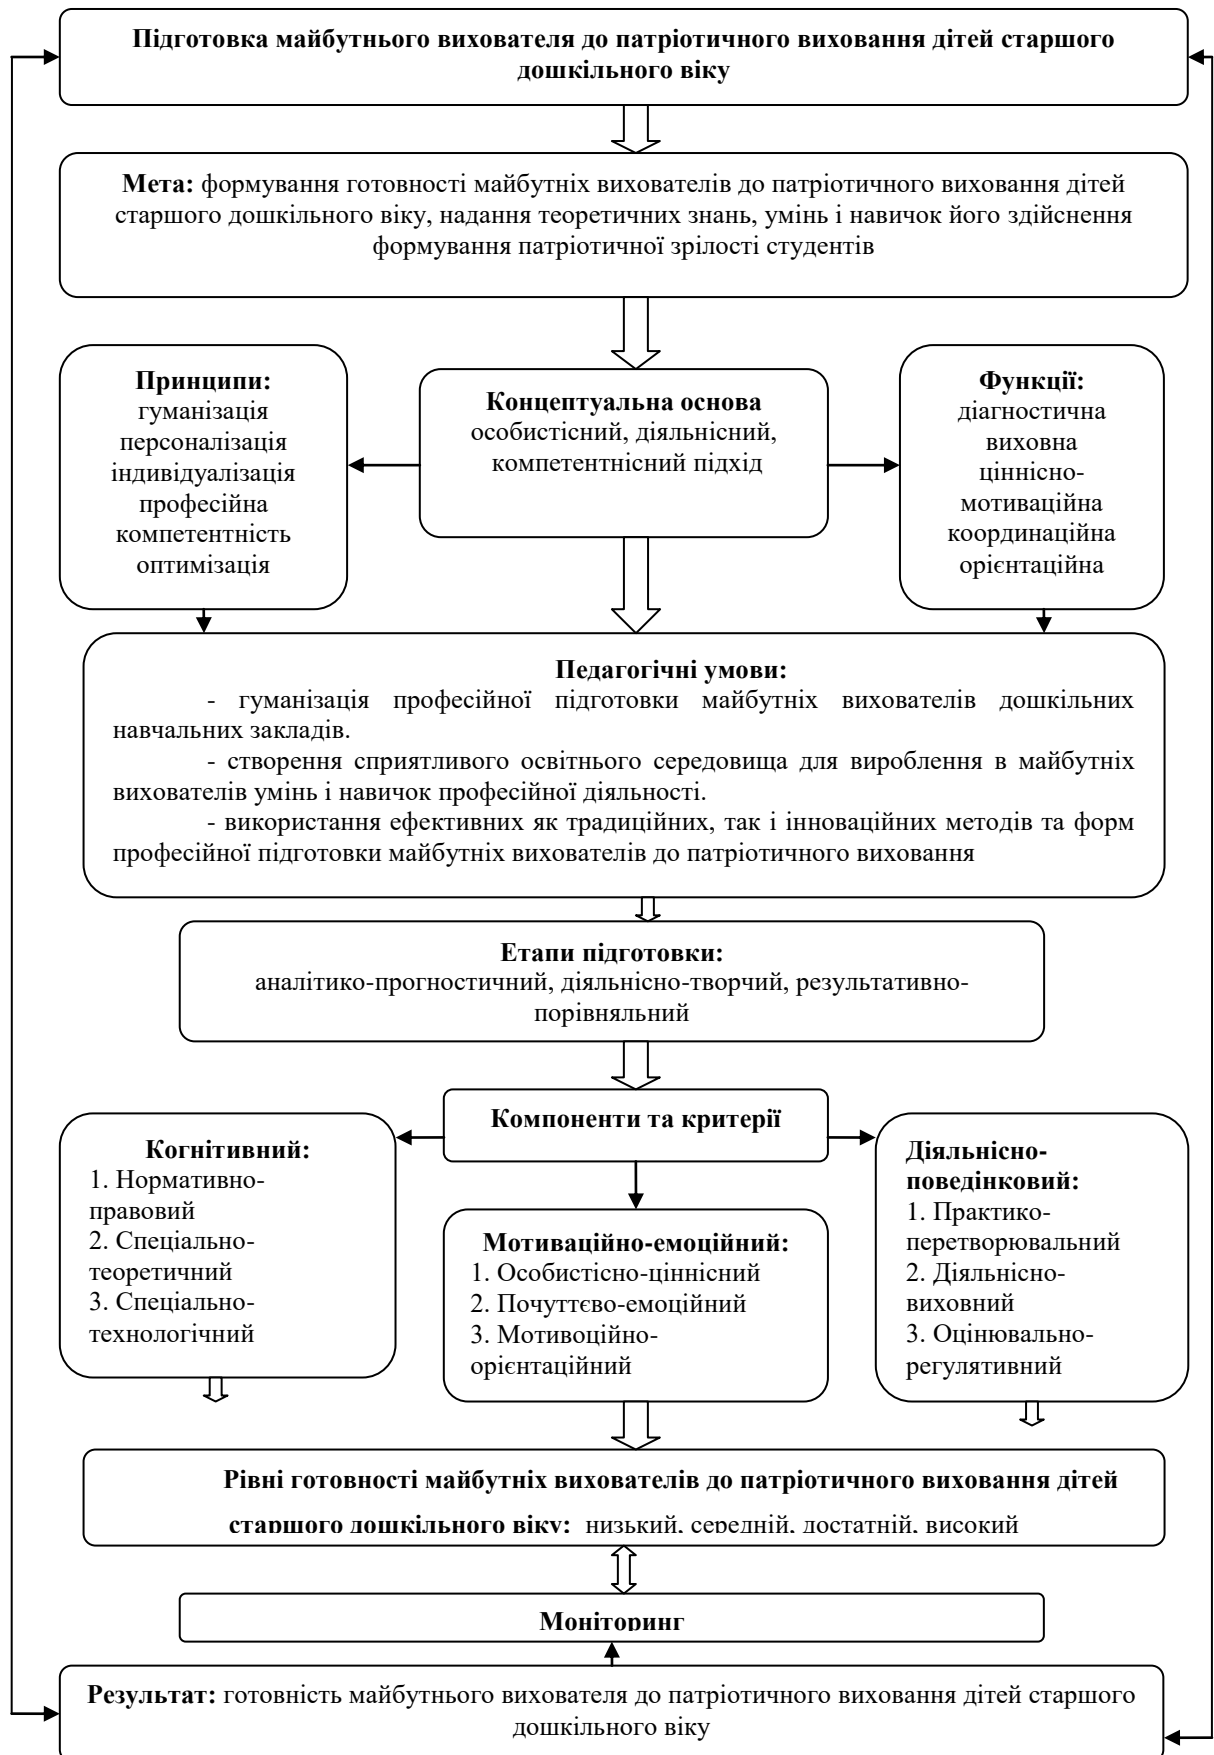 Підготовка майбутнього вихователя до патріотичного виховання дітей старшого
дошкільного віку
Мета: формування готовності майбутніх вихователів до патріотичного виховання дітей
старшого дошкільного віку, надання теоретичних знань, умінь і навичок його здійснення
формування патріотичної зрілості студентів
Принципи:
гуманізація
персоналізація
індивідуалізація
професійна
компетентність
оптимізація
Концептуальна основа
особистісний, діяльнісний,
компетентнісний підхід
Функції:
діагностична
виховна
ціннісно-
мотиваційна
координаційна
орієнтаційна
Педагогічні умови:
- гуманізація професійної підготовки майбутніх вихователів дошкільних
навчальних закладів.
- створення сприятливого освітнього середовища для вироблення в майбутніх
вихователів умінь і навичок професійної діяльності.
- використання ефективних як традиційних, так і інноваційних методів та форм
професійної підготовки майбутніх вихователів до патріотичного виховання
Етапи підготовки:
аналітико-прогностичний, діяльнісно-творчий, результативно-
порівняльний
Компоненти та критерії
Когнітивний:
1. Нормативно-
правовий
2. Спеціально-
теоретичний
3. Спеціально-
технологічний
Мотиваційно-емоційний:
1. Особистісно-ціннісний
2. Почуттєво-емоційний
3. Мотивоційно-
орієнтаційний
Діяльнісно-
поведінковий:
1. Практико-
перетворювальний
2. Діяльнісно-
виховний
3. Оцінювально-
регулятивний
Рівні готовності майбутніх вихователів до патріотичного виховання дітей
старшого дошкільного віку: низький, середній, достатній, високий
Моніторинг
Результат: готовність майбутнього вихователя до патріотичного виховання дітей старшого
дошкільного віку